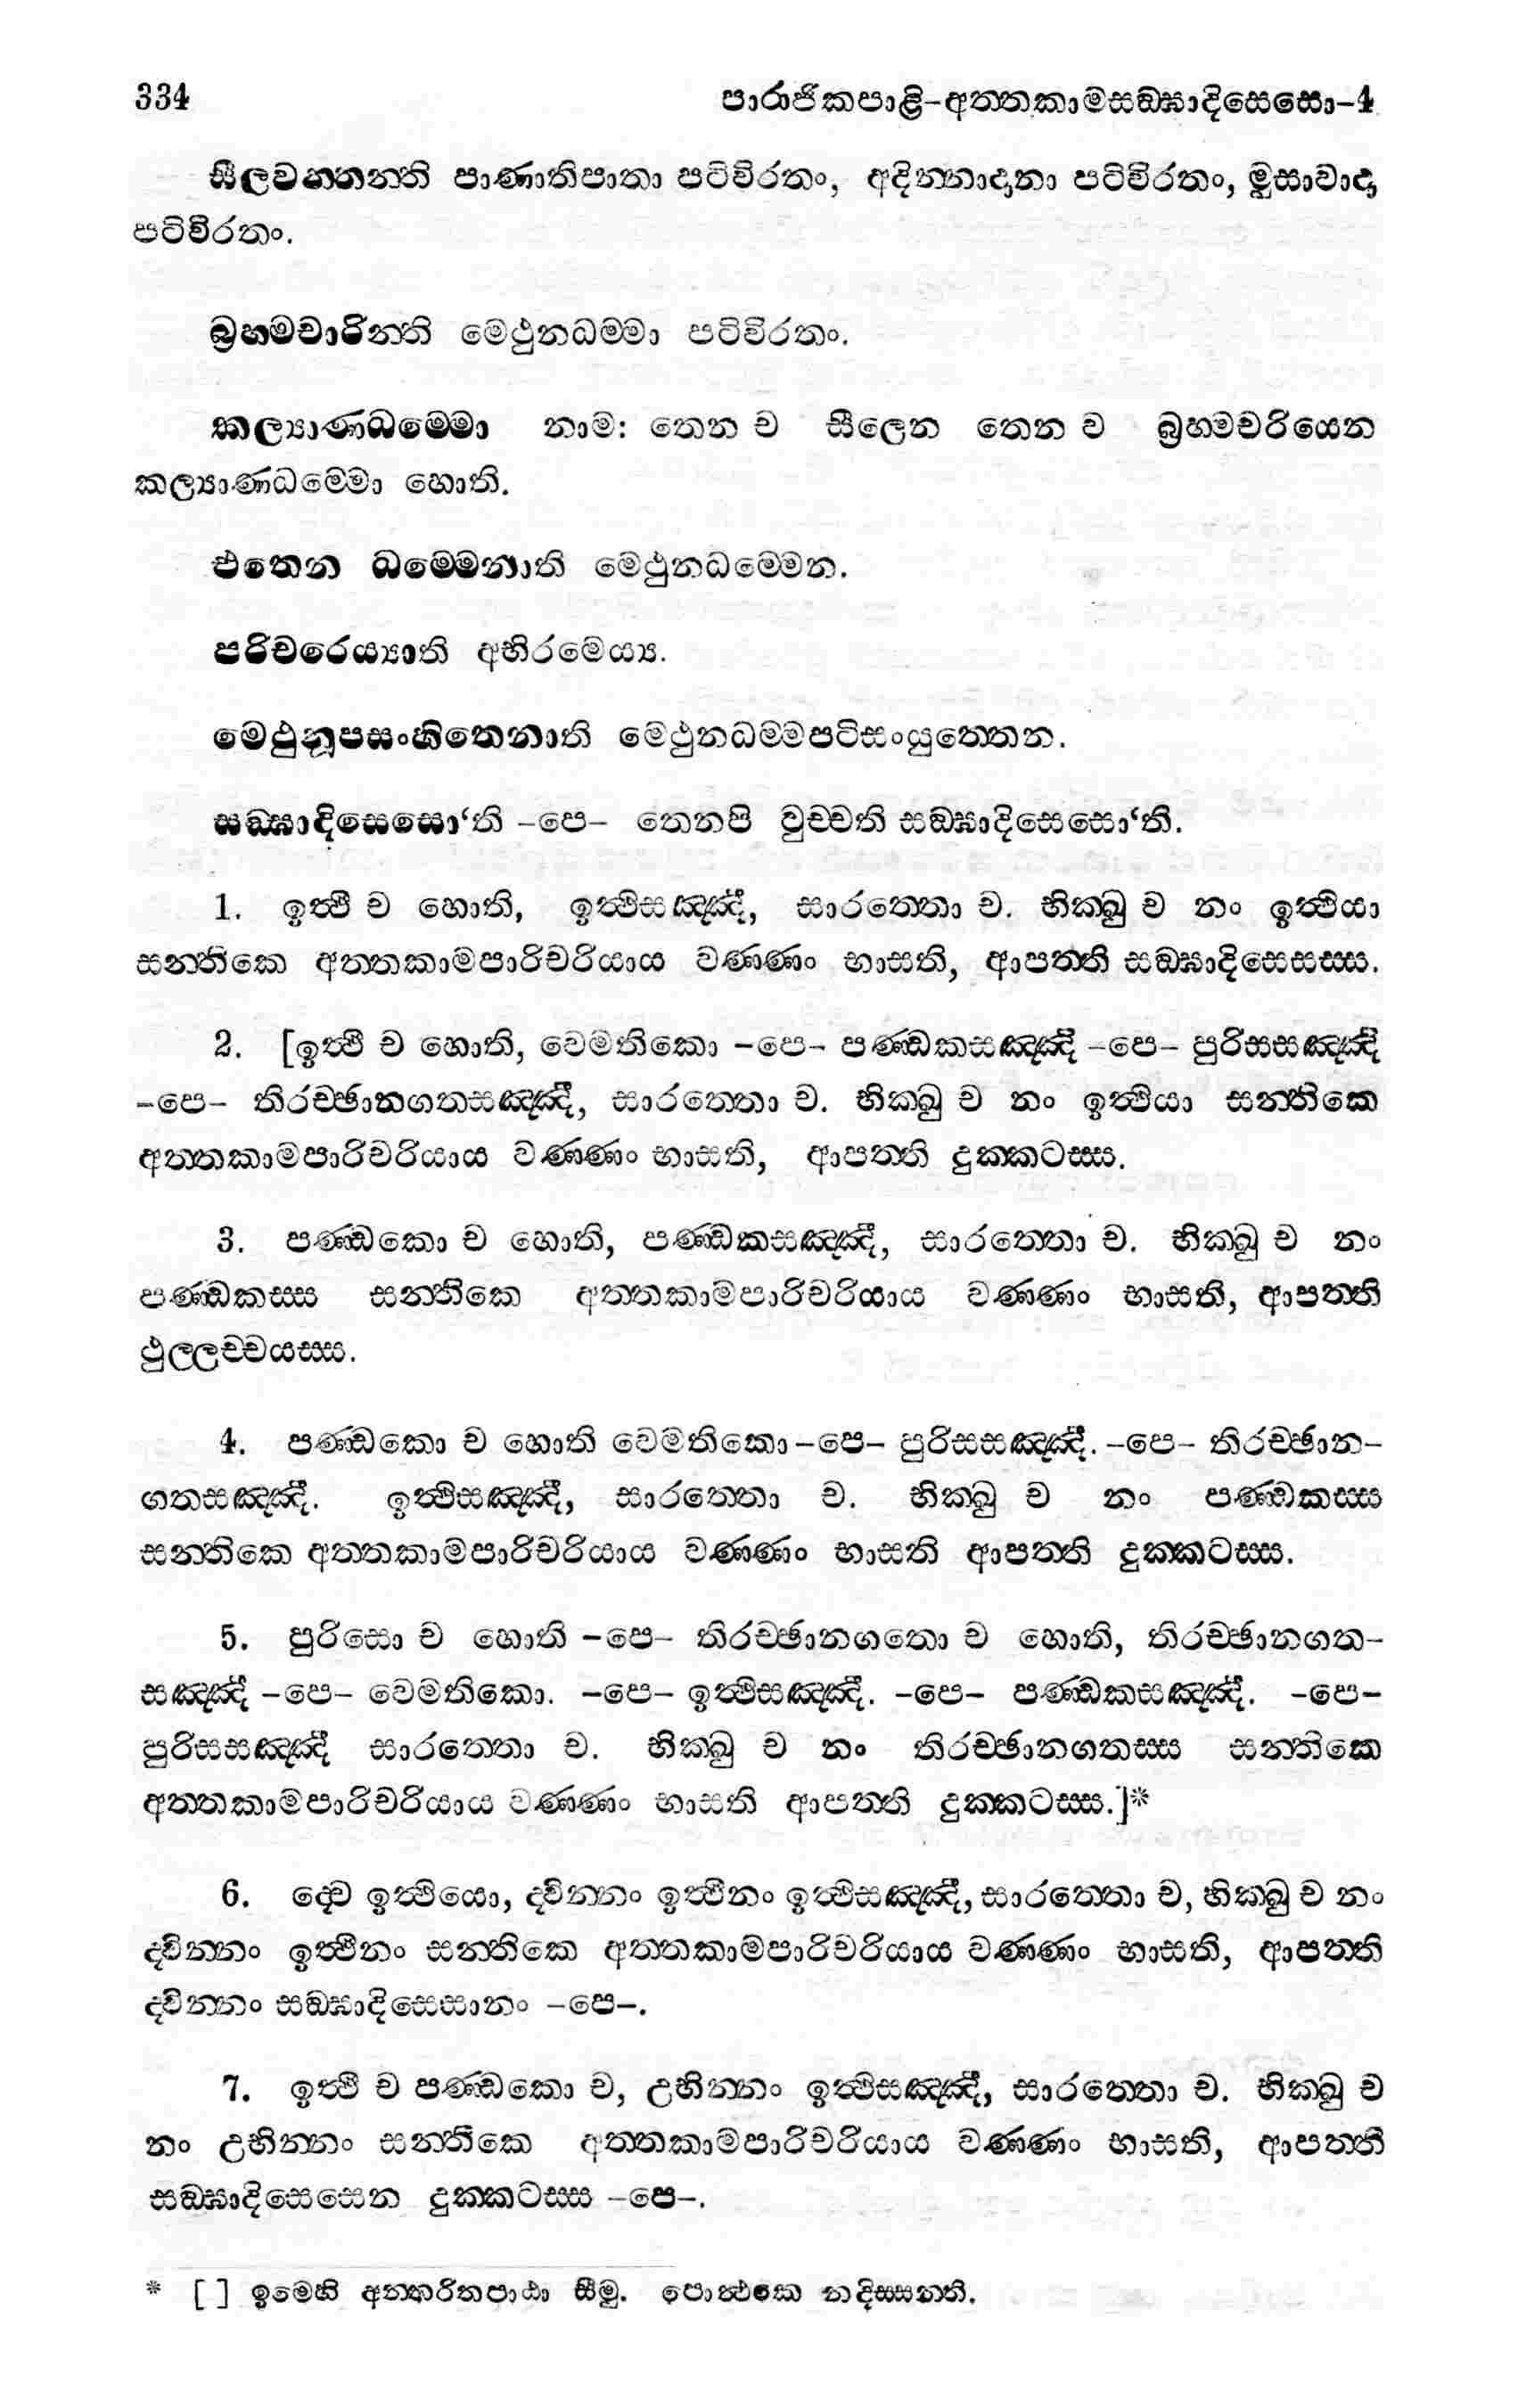 334 පාරාජිකපාළි-අත්තකාමසඞ්ඝාදිසෙසො-4
සීලවන්තන්ති පාණාතිපාතා පටිවිරතං, අදින්නාදානා පටිවිරතං, මුසාවාදා
පටිවිරතං.
බ්‍රහ්මචාරින්ති මෙථුනධම්මා පටිවිරතං.
කල්‍යාණධම්මො නාම: තෙන ච සීලෙන තෙන ව බ්‍රහ්මචරියෙන
කල්‍යාණධම්මො හොති.
එතෙන ධම්මෙනාති මෙථුනධම්මෙන.
පරිචරෙය්‍යාති අභිරමෙය්‍ය.
මෙථුනූපසංහිතෙනාති මෙථුනධම්මපටිසංයුත්තෙන.
සඞ්ඝාදිසෙසො‘ති -පෙ- තෙනපි වුච්චති සඞ්ඝාදිසෙසො‘ති.
1. ඉත්ථි ච හොති, ඉත්ථිසඤ්ඤී, සාරත්තො ච. භික්ඛු ච නං ඉත්ථියා
සන්තිකෙ අත්තකාමපාරිචරියාය වණ්ණං භාසති, ආපත්ති සඞ්ඝාදිසෙසස්ස.
2. [ඉත්ථි ච හොති, වෙමතිකො -පෙ- පණ්ඩකසඤ්ඤී -පෙ- පුරිසසඤ්ඤී
-පෙ- තිරච්ඡානගතසඤ්ඤී, සාරත්තො ච. භික්ඛු ච නං ඉත්ථියා සන්තිකෙ
අත්තකාමපාරිචරියාය වණ්ණං භාසති, ආපත්ති දුක්කටස්ස.
3. පණ්ඩකො ච හොති, පණ්ඩකසඤ්ඤී, සාරත්තො ච. භික්ඛු ච නං
පණ්ඩකස්ස සන්තිකෙ අත්තකාමපාරිචරියාය වණ්ණං භාසති, ආපත්ති
ථුල්ලච්චයස්ස.
4. පණ්ඩකො ච හොති වෙමතිකො -පෙ- පුරිසසඤ්ඤී. -පෙ- තිරච්ඡාන-
ගතසඤ්ඤී. ඉත්ථිසඤ්ඤී, සාරත්තො ච. භික්ඛු ච නං පණ්ඩකස්ස
සන්තිකෙ අත්තකාමපාරිචරියාය වණ්ණං භාසති ආපත්ති දුක්කටස්ස.
5. පුරිසො ච හොති -පෙ- තිරච්ඡානගතො ච හොති, තිරච්ඡානගත-
සඤ්ඤී -පෙ- වෙමතිකො. -පෙ- ඉත්ථිසඤ්ඤී. -පෙ- පණ්ඩකසඤ්ඤී. -පෙ-
පුරිසසඤ්ඤී සාරත්තො ච. භික්ඛු ච නං තිරච්ඡානගතස්ස සන්තිකෙ
අත්තකාමපාරිචරියාය වණ්ණං භාසති ආපත්ති දුක්කටස්ස.]*
6. ද්වෙ ඉත්ථියො, ද්වින්නං ඉත්ථීනං ඉත්ථිසඤ්ඤී, සාරත්තො ච, භික්ඛු ච නං
ද්වින්නං ඉත්ථීනං සන්තිකෙ අත්තකාමපාරිචරියාය වණ්ණං භාසති, ආපත්ති
ද්වින්නං සඞ්ඝාදිසෙසානං -පෙ-.
7. ඉත්ථි ච පණ්ඩකො ච, උභින්නං ඉත්ථිසඤ්ඤී, සාරත්තො ච. භික්ඛු ච
නං උභින්නං සන්තිකෙ අත්තකාමපාරිචරියාය වණ්ණං භාසති, ආපත්ති
සඞ්ඝාදිසෙසෙන දුක්කටස්ස -පෙ-.
* [ ] ඉමෙහි අන්තරිතපාඨා සීමු. පොත්ථකෙ න දිස්සන්ති.